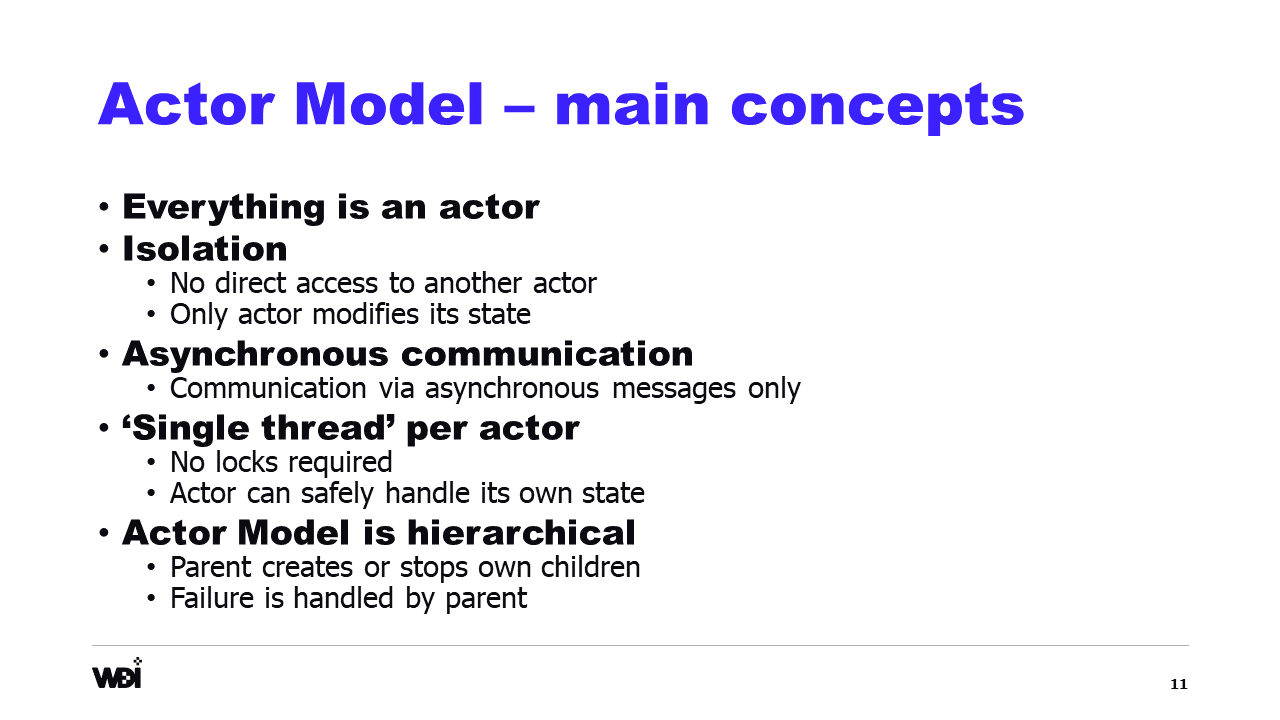 Actor Model – main concepts
• Everything is an actor
• Isolation
• No direct access to another actor
• Only actor modifies its state
• Asynchronous communication
• Communication via asynchronous messages only
• ‘Single thread’ per actor
• No locks required
• Actor can safely handle its own state
• Actor Model is hierarchical
• Parent creates or stops own children
• Failure is handled by parent
WDI
11